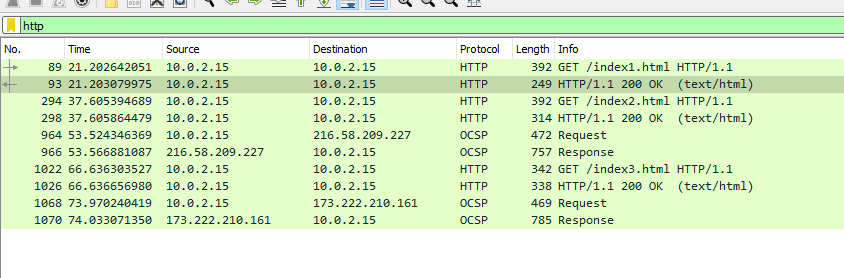 http
No. Time Source Destination Protocol Length Info
89 21.202642051 10.0.2.15 10.0.2.15 HTTP 392 GET /index1.html HTTP/1.1
93 21.203079975 10.0.2.15 10.0.2.15 HTTP 249 HTTP/1.1 200 OK (text/html)
294 37.605394689 10.0.2.15 10.0.2.15 HTTP 392 GET /index2.html HTTP/1.1
298 37.605864479 10.0.2.15 10.0.2.15 HTTP 314 HTTP/1.1 200 OK (text/html)
964 53.524346369 10.0.2.15 216.58.209.227 OCSP 472 Request
966 53.566881087 216.58.209.227 10.0.2.15 OCSP 757 Response
1022 66.636303527 10.0.2.15 10.0.2.15 HTTP 342 GET /index3.html HTTP/1.1
1026 66.636656980 10.0.2.15 10.0.2.15 HTTP 338 HTTP/1.1 200 OK (text/html)
1068 73.970240419 10.0.2.15 173.222.210.161 OCSP 469 Request
1070 74.033071350 173.222.210.161 10.0.2.15 OCSP 785 Response